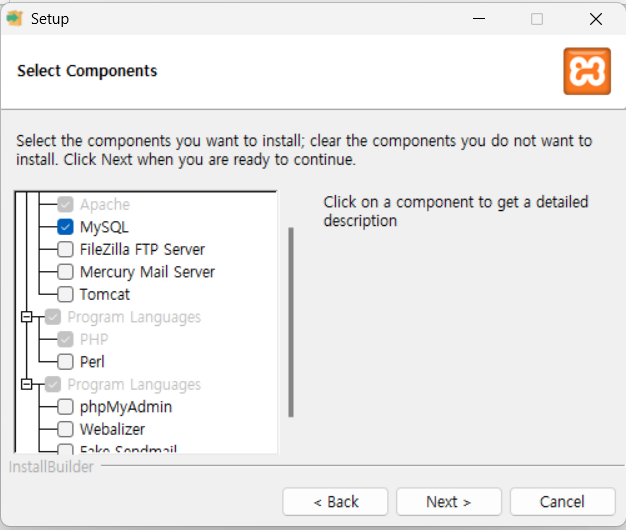 Setup
Select Components
Select the components you want to install; clear the components you do not want to
install. Click Next when you are ready to continue.
Apache
MySQL
FileZilla FTP Server
Mercury Mail Server
Tomcat
Program Languages
PHP
Perl
Program Languages
phpMyAdmin
Webalizer
Fake Sendmail
Click on a component to get a detailed
description
InstallBuilder
< Back
Next >
Cancel